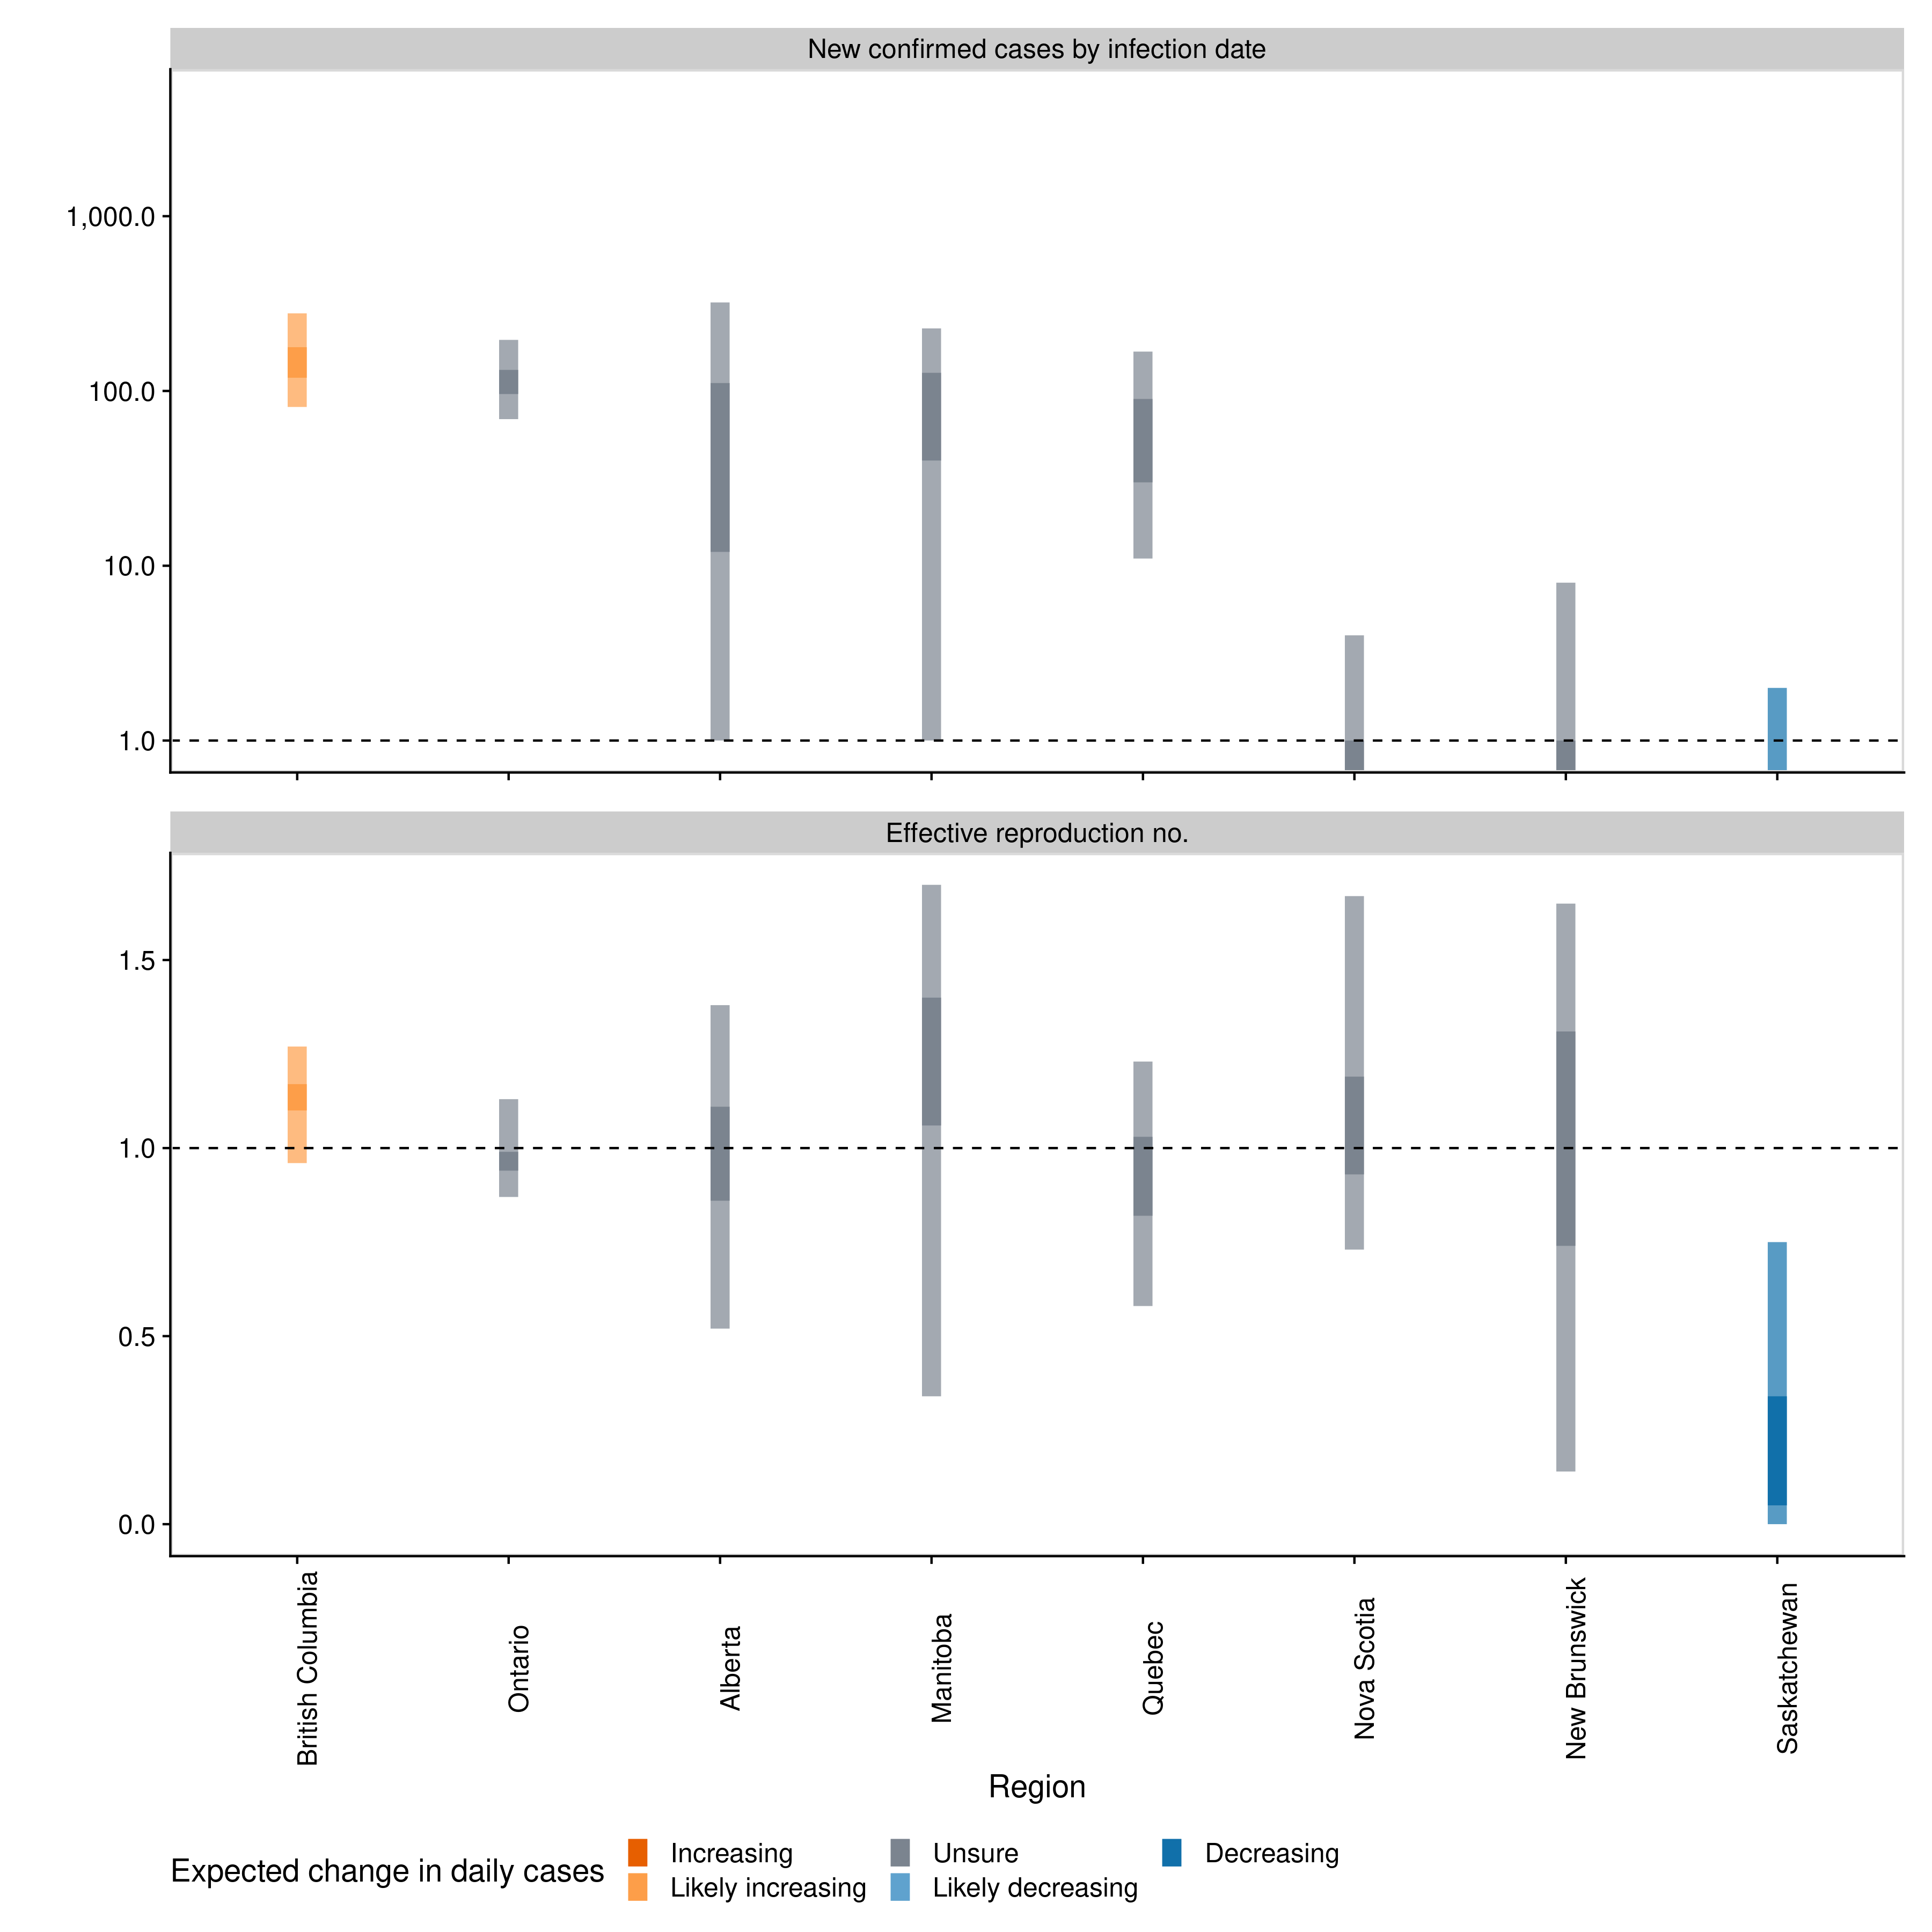 New confirmed cases by infection date
1,000.0
100.0
10.0
1.0
Effective reproduction no.
1.5
1.0
0.5
0.0
British Columbia
Ontario
Alberta
Manitoba
Quebec
Nova Scotia
New Brunswick
Saskatchewan
Region
Expected change in daily cases
Increasing
Likely increasing
Unsure
Likely decreasing
Decreasing